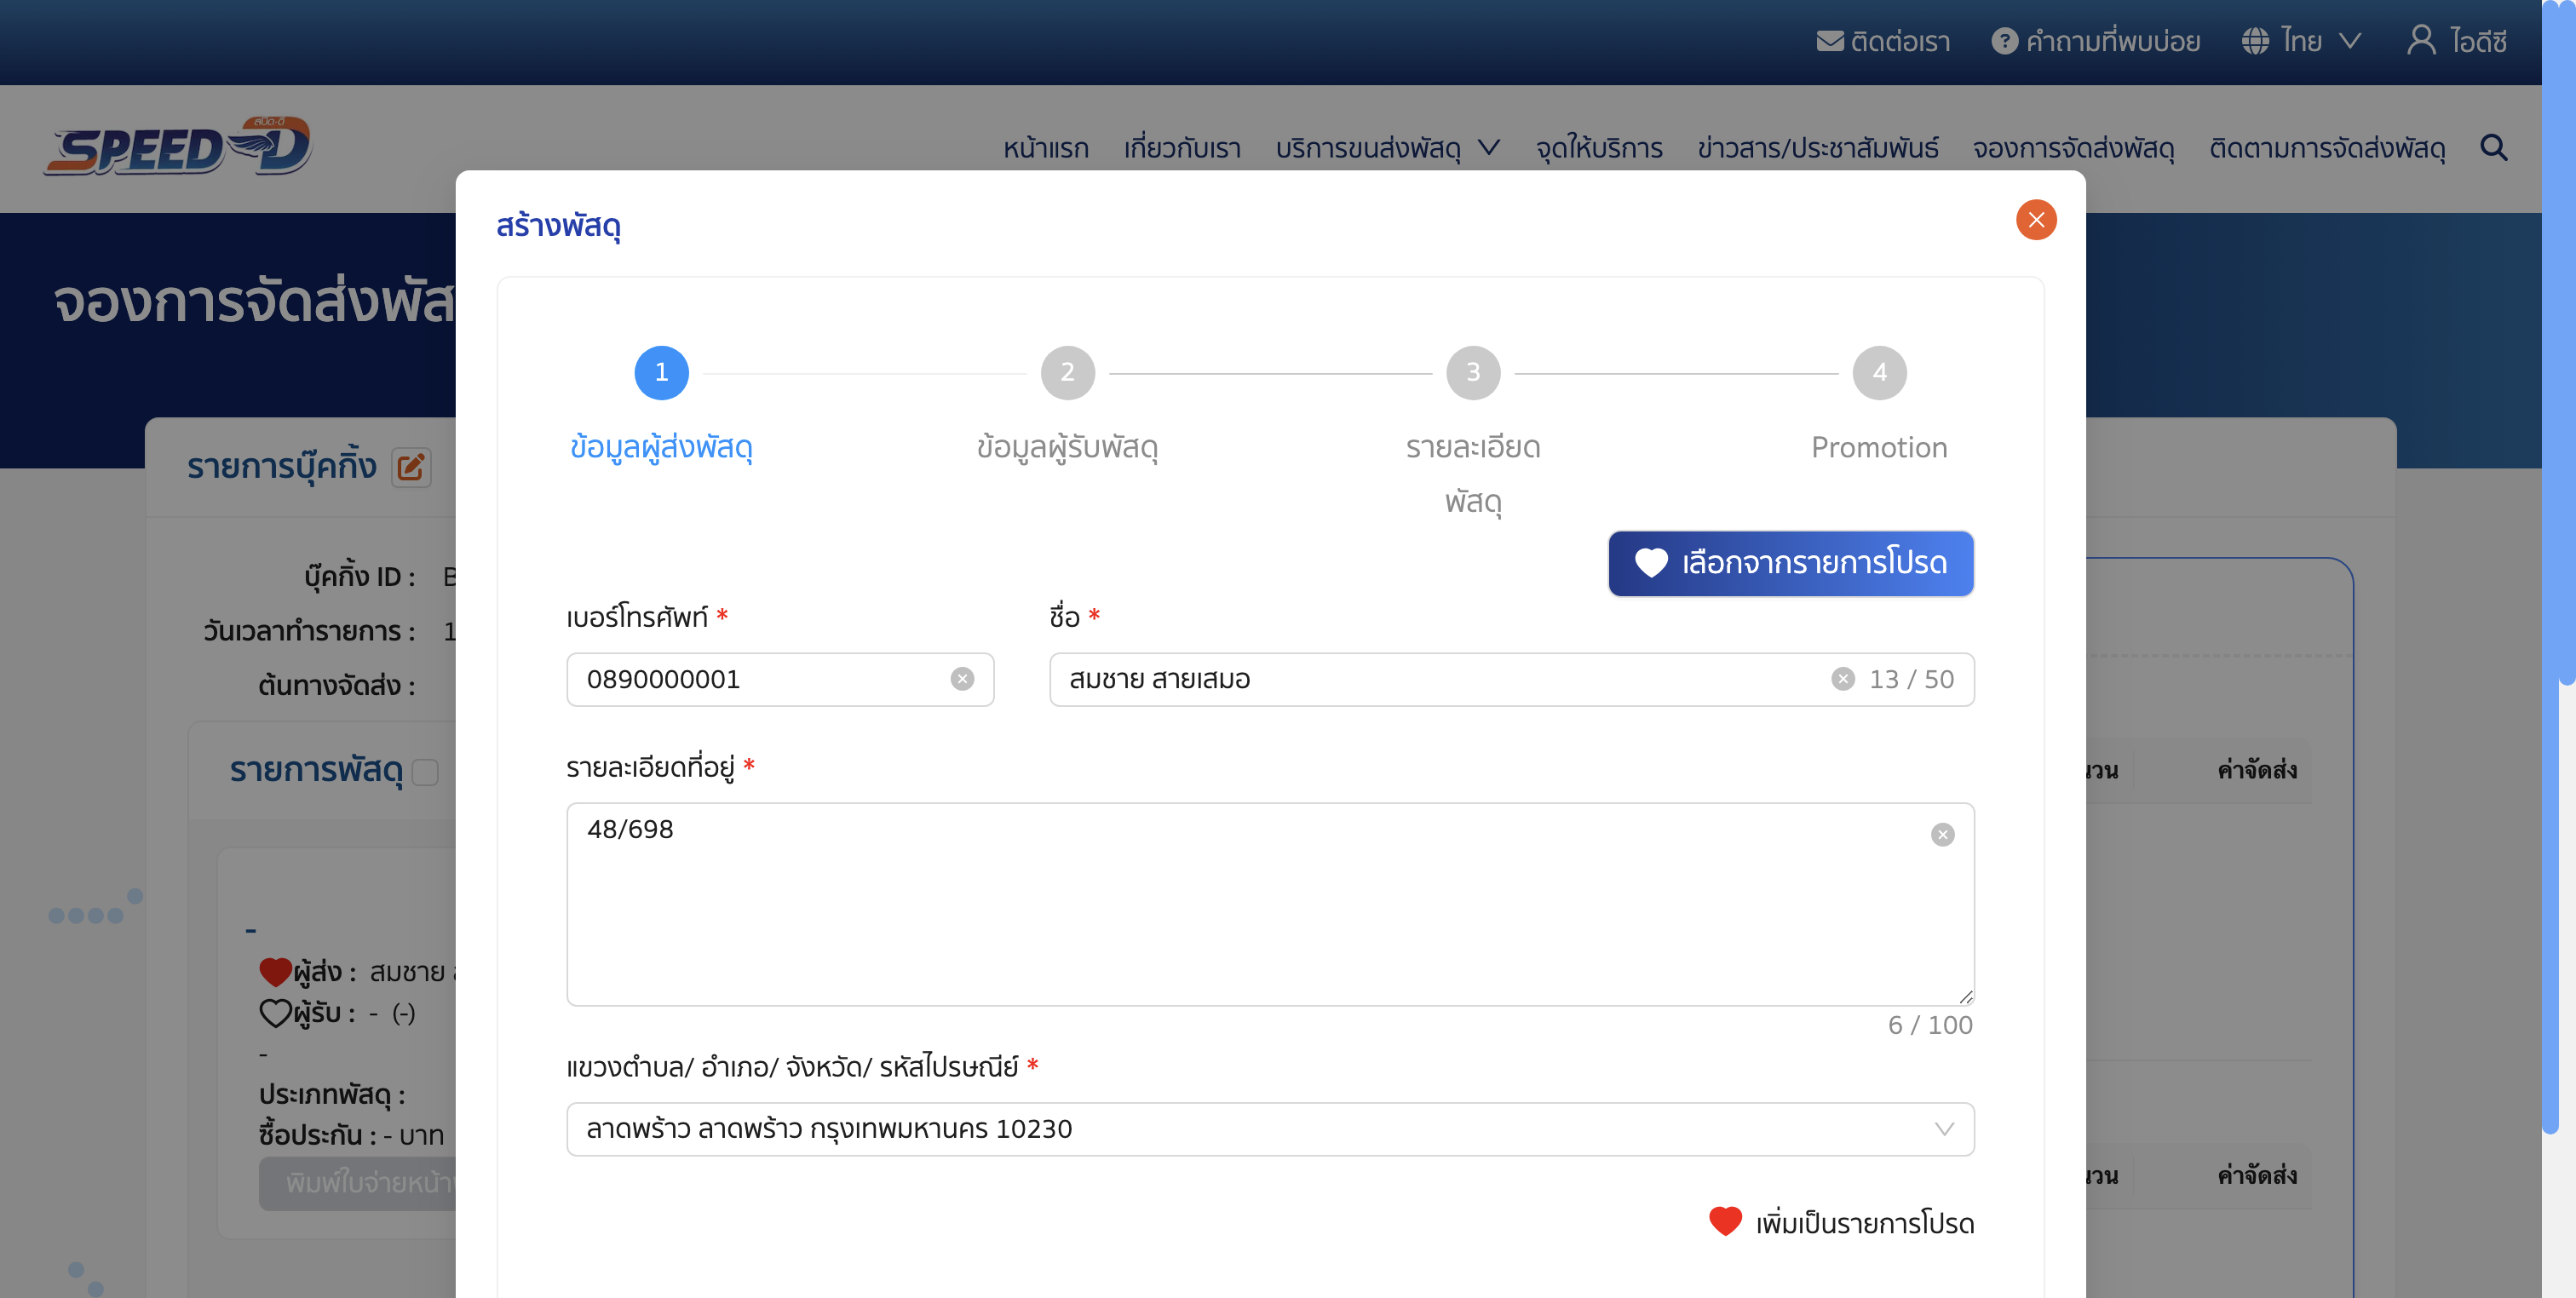 ติดต่อเรา คำถามที่พบบ่อย ไทย ไอดีซี
สปีด-ดี
SPEED-D
หน้าแรก เกี่ยวกับเรา บริการขนส่งพัสดุ จุดให้บริการ ข่าวสาร/ประชาสัมพันธ์ จองการจัดส่งพัสดุ ติดตามการจัดส่งพัสดุ
สร้างพัสดุ
จองการจัดส่งพัส
1 2 3 4
ข้อมูลผู้ส่งพัสดุ ข้อมูลผู้รับพัสดุ รายละเอียด Promotion
พัสดุ
รายการบุ๊คกิ้ง
เลือกจากรายการโปรด
บุ๊คกิ้ง ID : B
วันเวลาทำรายการ : 1
ต้นทางจัดส่ง :
เบอร์โทรศัพท์ * ชื่อ *
0890000001 สมชาย สายเสมอ 13 / 50
รายการพัสดุ
รายละเอียดที่อยู่ *
48/698
ค่าจัดส่ง
-
ผู้ส่ง : สมชาย
ผู้รับ : - (-)
-
6 / 100
แขวงตำบล/ อำเภอ/ จังหวัด/ รหัสไปรษณีย์ *
ลาดพร้าว ลาดพร้าว กรุงเทพมหานคร 10230
ประเภทพัสดุ :
ซื้อประกัน : - บาท
พิมพ์ใบจ่ายหน้า
ค่าจัดส่ง
เพิ่มเป็นรายการโปรด